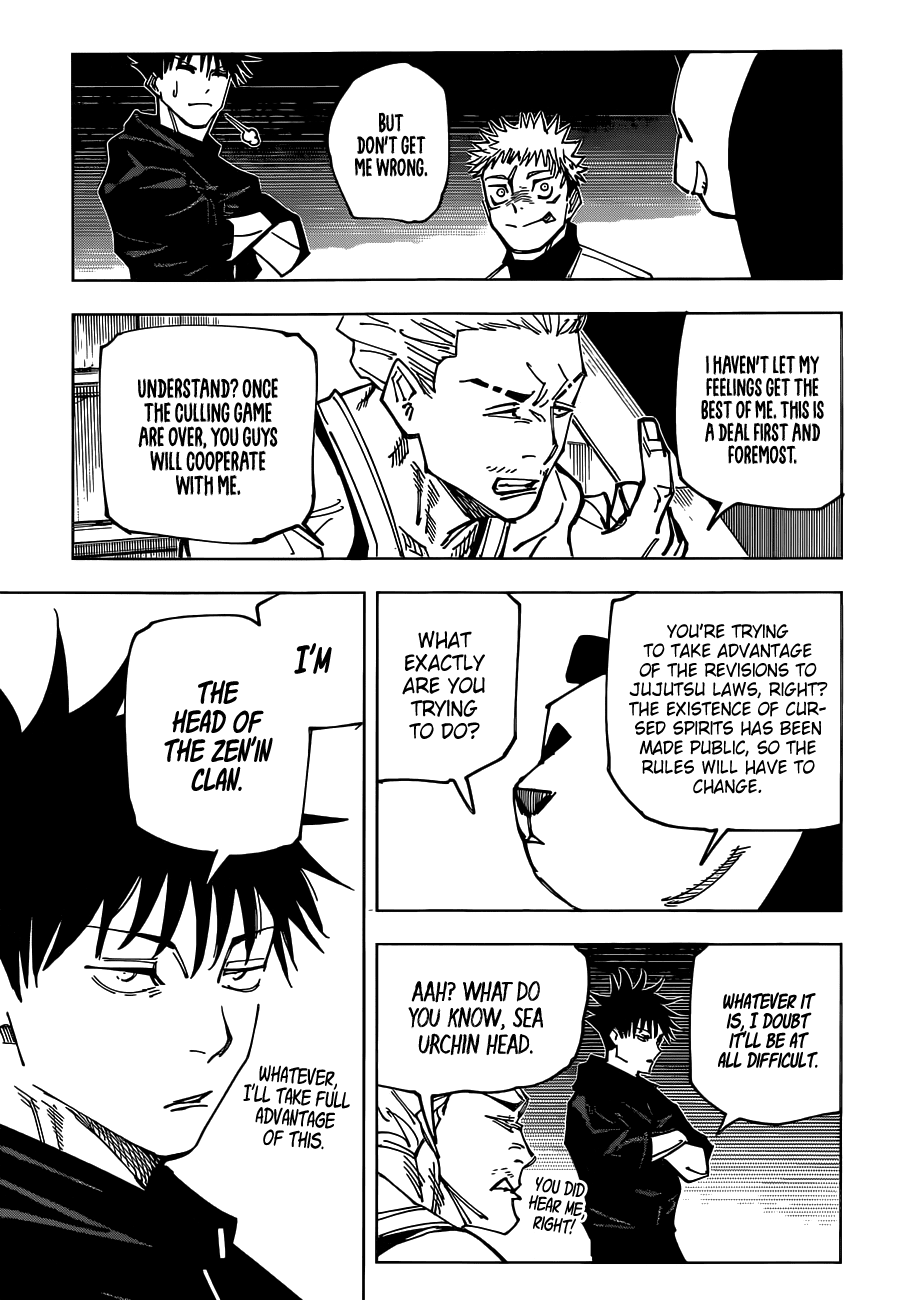 BUT
DON'T GET
ME WRONG.
I HAVEN'T LET MY
FEELINGS GET THE
BEST OF ME. THIS IS
A DEAL FIRST AND
FOREMOST.
UNDERSTAND? ONCE
THE CULLING GAME
ARE OVER, YOU GUYS
WILL COOPERATE
WITH ME.
YOU'RE TRYING
TO TAKE ADVANTAGE
OF THE REVISIONS TO
JUJUTSU LAWS, RIGHT?
THE EXISTENCE OF CUR-
SED SPIRITS HAS BEEN
MADE PUBLIC, SO THE
RULES WILL HAVE TO
CHANGE.
WHAT
EXACTLY
ARE YOU
TRYING
TO DO?
WHATEVER IT
IS, I DOUBT
IT'LL BE AT
ALL DIFFICULT.
AAH? WHAT DO
YOU KNOW, SEA
URCHIN HEAD.
YOU DID
HEAR ME,
RIGHT!
I'M
THE
HEAD OF
THE ZEN'IN
CLAN.
WHATEVER,
I'LL TAKE FULL
ADVANTAGE
OF THIS.